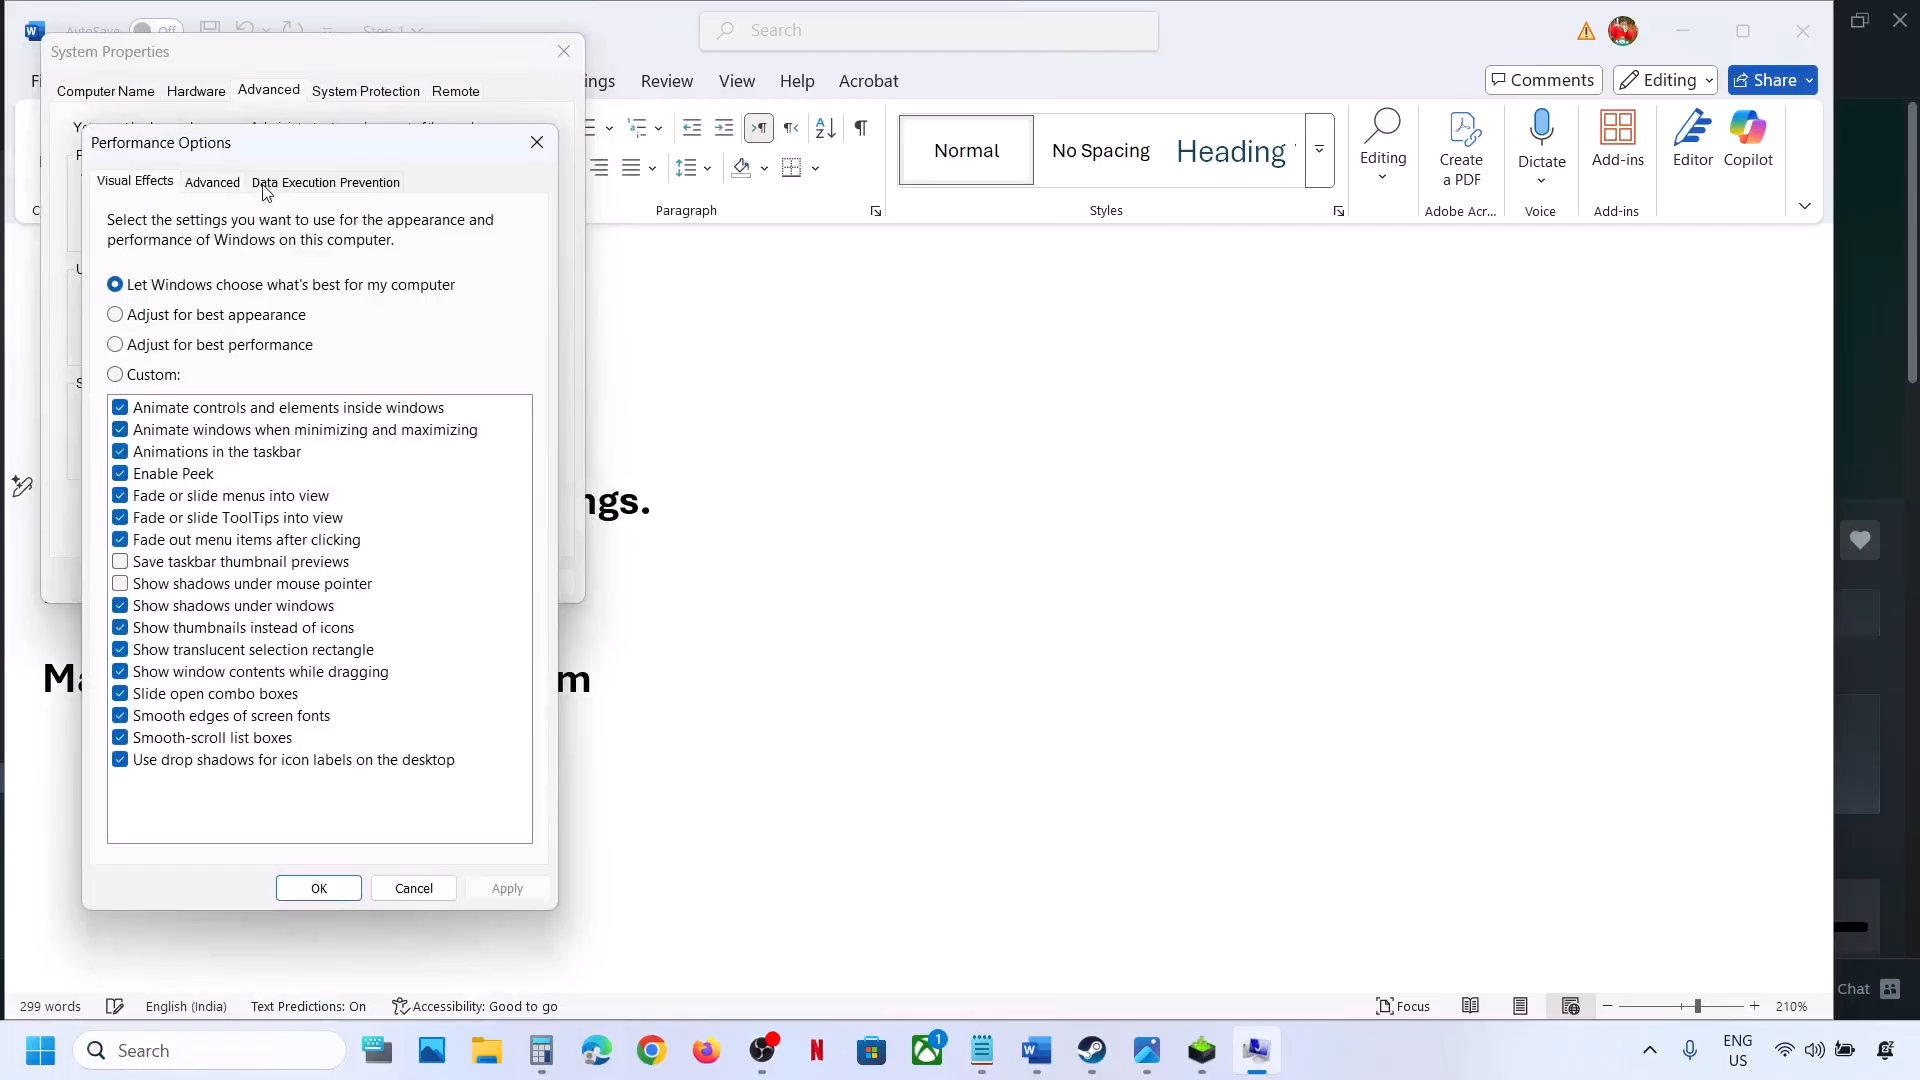 AutoSave Off Step 1
Search
System Properties
Computer Name Hardware Advanced System Protection Remote
ings Review View Help Acrobat
Comments Editing Share
Performance Options
Visual Effects Advanced Data Execution Prevention
Select the settings you want to use for the appearance and
performance of Windows on this computer.
Let Windows choose what's best for my computer
Adjust for best appearance
Adjust for best performance
Custom:
Animate controls and elements inside windows
Animate windows when minimizing and maximizing
Animations in the taskbar
Enable Peek
Fade or slide menus into view
Fade or slide ToolTips into view
Fade out menu items after clicking
Save taskbar thumbnail previews
Show shadows under mouse pointer
Show shadows under windows
Show thumbnails instead of icons
Show translucent selection rectangle
Show window contents while dragging
Slide open combo boxes
Smooth edges of screen fonts
Smooth-scroll list boxes
Use drop shadows for icon labels on the desktop
OK Cancel Apply
Normal No Spacing Heading
Paragraph Styles
Editing
Create
a PDF
Adobe Acr...
Dictate
Voice
Add-ins
Add-ins
Editor Copilot
ngs.
Ma
m
299 words English (India) Text Predictions: On Accessibility: Good to go
Focus 210%
Chat
Search
1
ENG
US